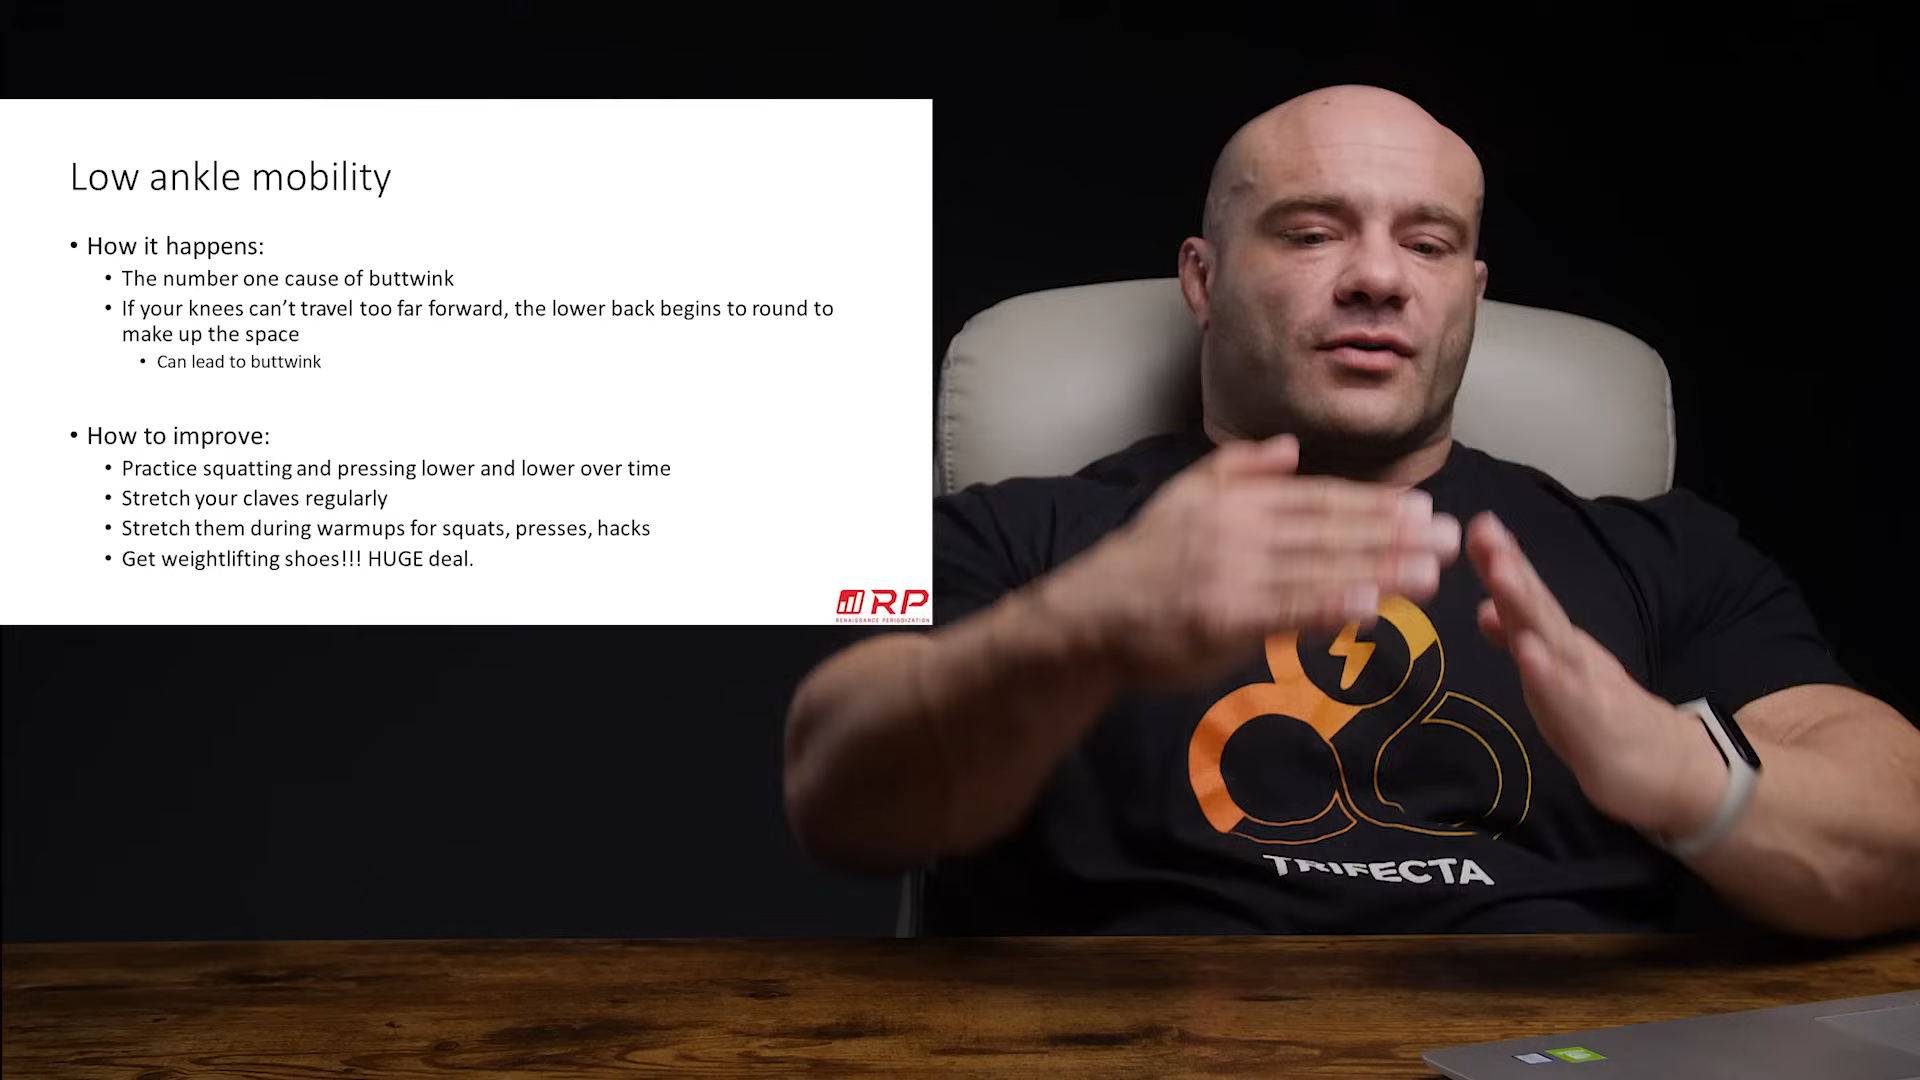 Low ankle mobility
• How it happens:
• The number one cause of buttwink
• If your knees can’t travel too far forward, the lower back begins to round to
make up the space
• Can lead to buttwink
• How to improve:
• Practice squatting and pressing lower and lower over time
• Stretch your claves regularly
• Stretch them during warmups for squats, presses, hacks
• Get weightlifting shoes!!! HUGE deal.
RP
RENAISSANCE PERIODIZATION
TRIFECTA